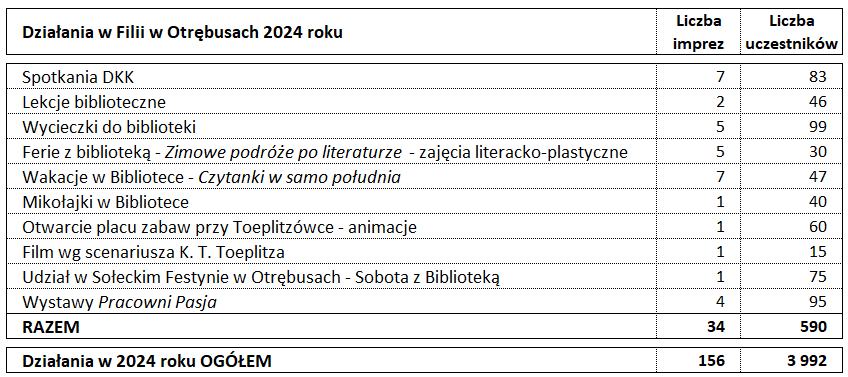 Działania w Filii w Otrębusach 2024 roku Liczba imprez Liczba uczestników
Spotkania DKK 7 83
Lekcje biblioteczne 2 46
Wycieczki do biblioteki 5 99
Ferie z biblioteką - Zimowe podróże po literaturze - zajęcia literacko-plastyczne 5 30
Wakacje w Bibliotece - Czytanki w samo południa 7 47
Mikołajki w Bibletece 1 40
Otwarcie placu zabaw przy Toeplitzówce - animacje 1 60
Film wg scenariusza K. T. Toeplitza 1 15
Udział w Sołeckim Festynie w Otrębusach - Sobota z Biblioteką 1 75
Wystawy Pracowni Pasja 4 95
RAZEM 34 590
Działania w 2024 roku OGÓŁEM 156 3 992